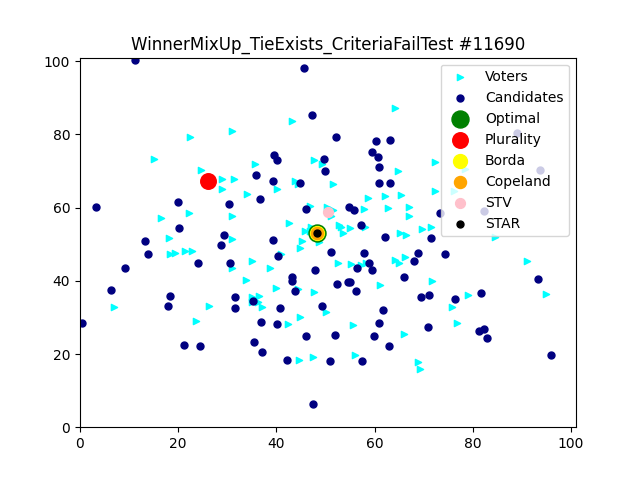 WinnerMixUp_TieExists_CriteriaFailTest #11690
100
80
60
40
20
0
0
20
40
60
80
100
Voters
Candidates
Optimal
Plurality
Borda
Copeland
STV
STAR